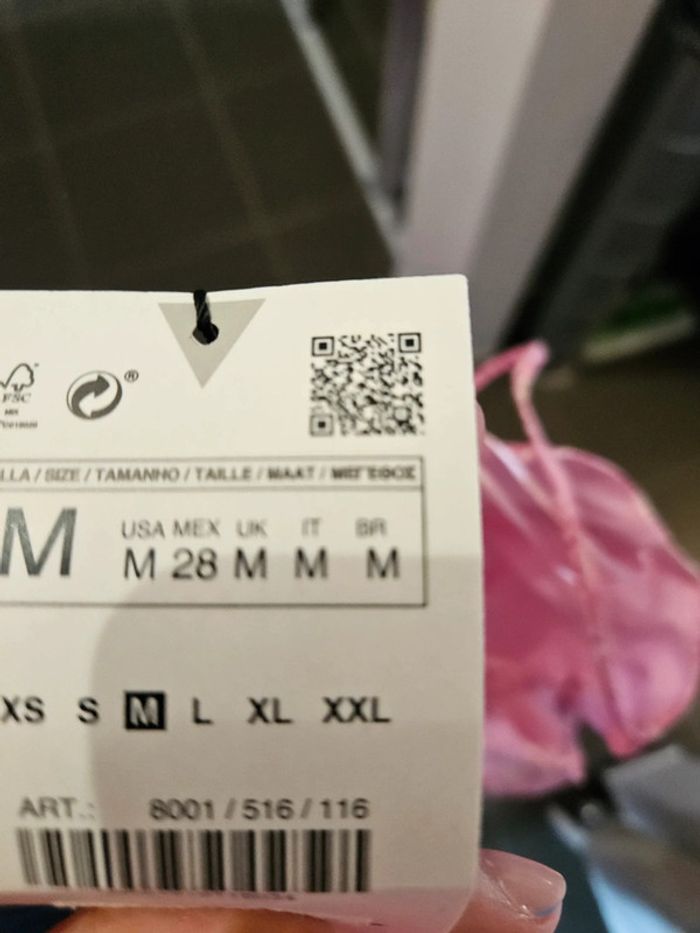 FSC
MIX
®
LLA / SIZE / TAMANHO / TAILLE / MAAT /
M
USA MEX UK IT BR
M 28 M M M
XS S M L XL XXL
ART.: 8001 / 516 / 116